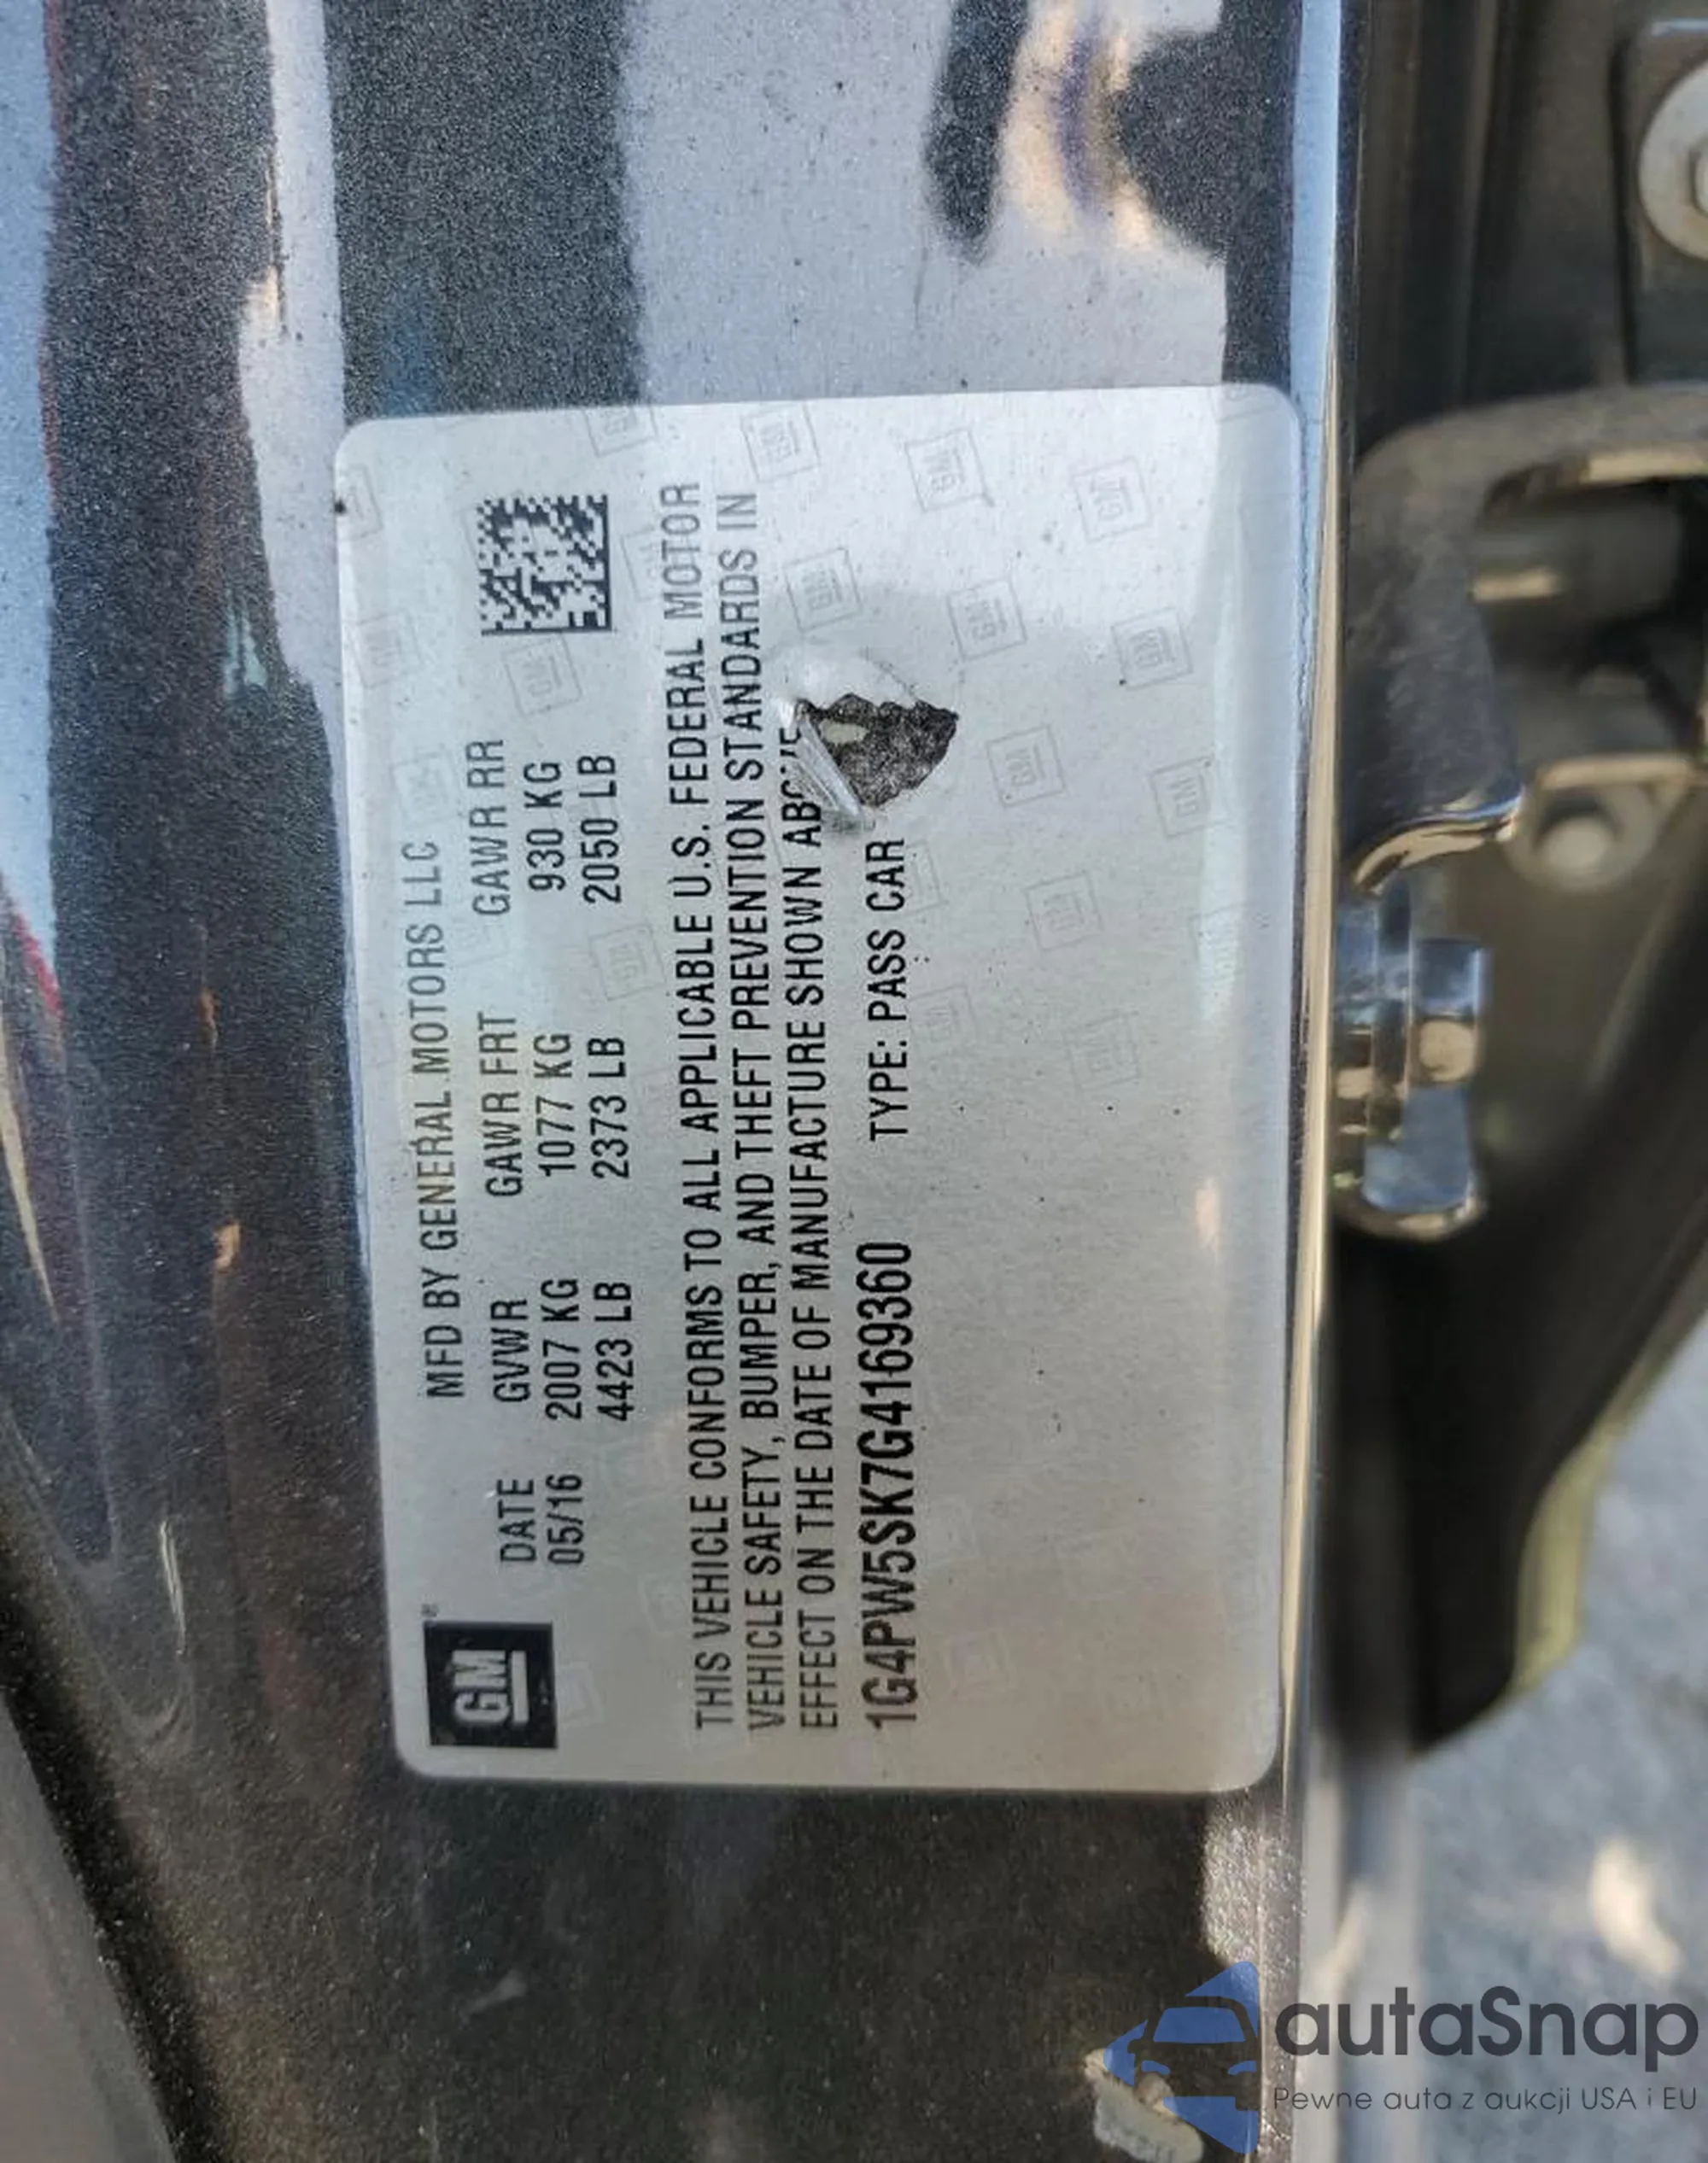 GM®
MFD BY GENERAL MOTORS LLC
DATE GVWR GAWR FRT GAWR RR
05/16 2007 KG 1077 KG 930 KG
4423 LB 2373 LB 2050 LB
THIS VEHICLE CONFORMS TO ALL APPLICABLE U.S. FEDERAL MOTOR
VEHICLE SAFETY, BUMPER, AND THEFT PREVENTION STANDARDS IN
EFFECT ON THE DATE OF MANUFACTURE SHOWN ABOVE
1G4PW5SK7G4169360 TYPE: PASS CAR
autaSnap
Pewne auta z aukcji USA i EU